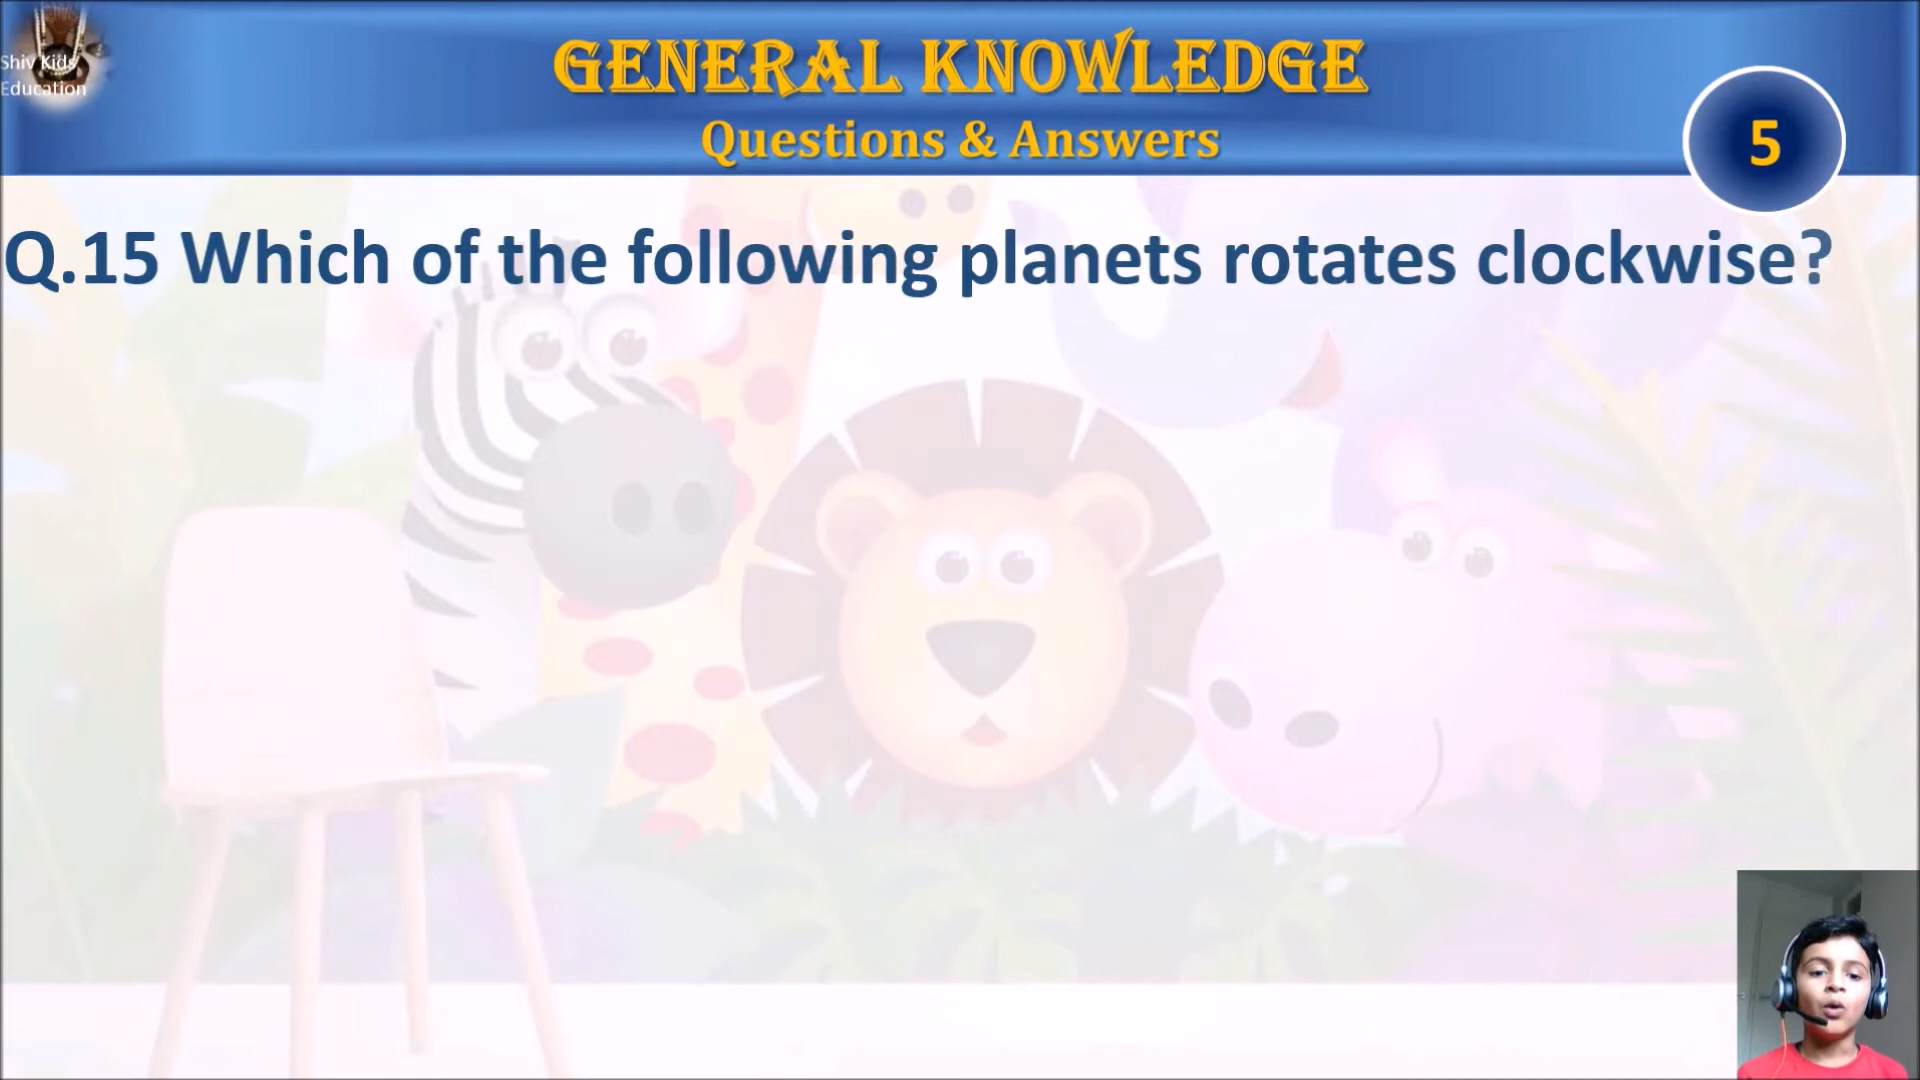 Shiv Kids
Education
GENERAL KNOWLEDGE
Questions & Answers
5
Q.15 Which of the following planets rotates clockwise?